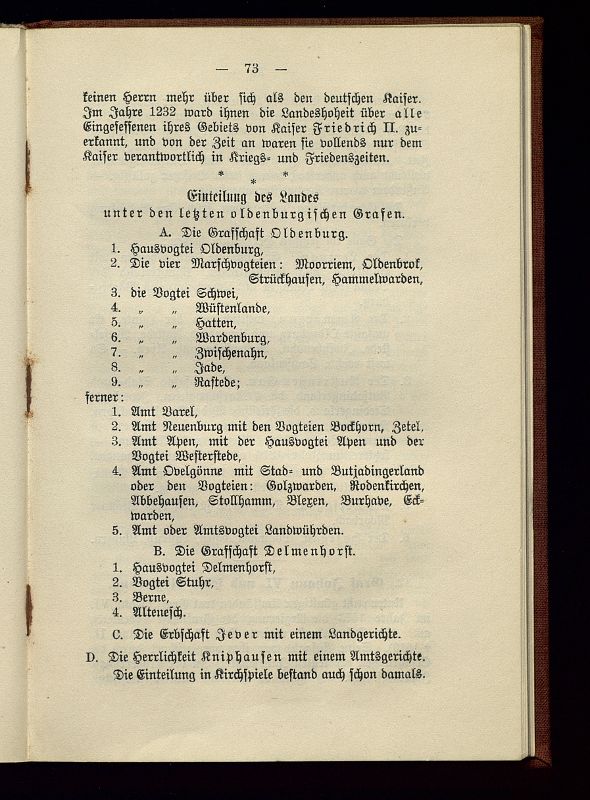 — 73 —
keinen Herrn mehr über sich als den deutschen Kaiser.
Im Jahre 1232 ward ihnen die Landeshoheit über alle
Eingesessenen ihres Gebiets von Kaiser Friedrich II. zu-
erkannt, und von der Zeit an waren sie vollends nur dem
Kaiser verantwortlich in Kriegs- und Friedenszeiten.
* * *
Einteilung des Landes
unter den letzten oldenburgischen Grafen.
A. Die Grafschaft Oldenburg.
1. Hausvogtei Oldenburg,
2. Die vier Marschvogteien: Moorriem, Oldenbrok,
Strückhausen, Hammelwarden,
3. die Vogtei Schwei,
4. „ „ Wüstenlande,
5. „ „ Hatten,
6. „ „ Wardenburg,
7. „ „ Zwischenahn,
8. „ „ Jade,
9. „ „ Rastede;
ferner:
1. Amt Varel,
2. Amt Neuenburg mit den Vogteien Bockhorn, Zetel,
3. Amt Apen, mit der Hausvogtei Apen und der
Vogtei Westerstede,
4. Amt Ovelgönne mit Stad- und Butjadingerland
oder den Vogteien: Golzwarden, Rodenkirchen,
Abbehausen, Stollhamm, Blexen, Burhave, Eck-
warden,
5. Amt oder Amtsvogtei Landwührden.
B. Die Grafschaft Delmenhorst.
1. Hausvogtei Delmenhorst,
2. Vogtei Stuhr,
3. Berne,
4. Altenesch.
C. Die Erbschaft Jever mit einem Landgerichte.
D. Die Herrlichkeit Kniphausen mit einem Amtsgerichte.
Die Einteilung in Kirchspiele bestand auch schon damals.